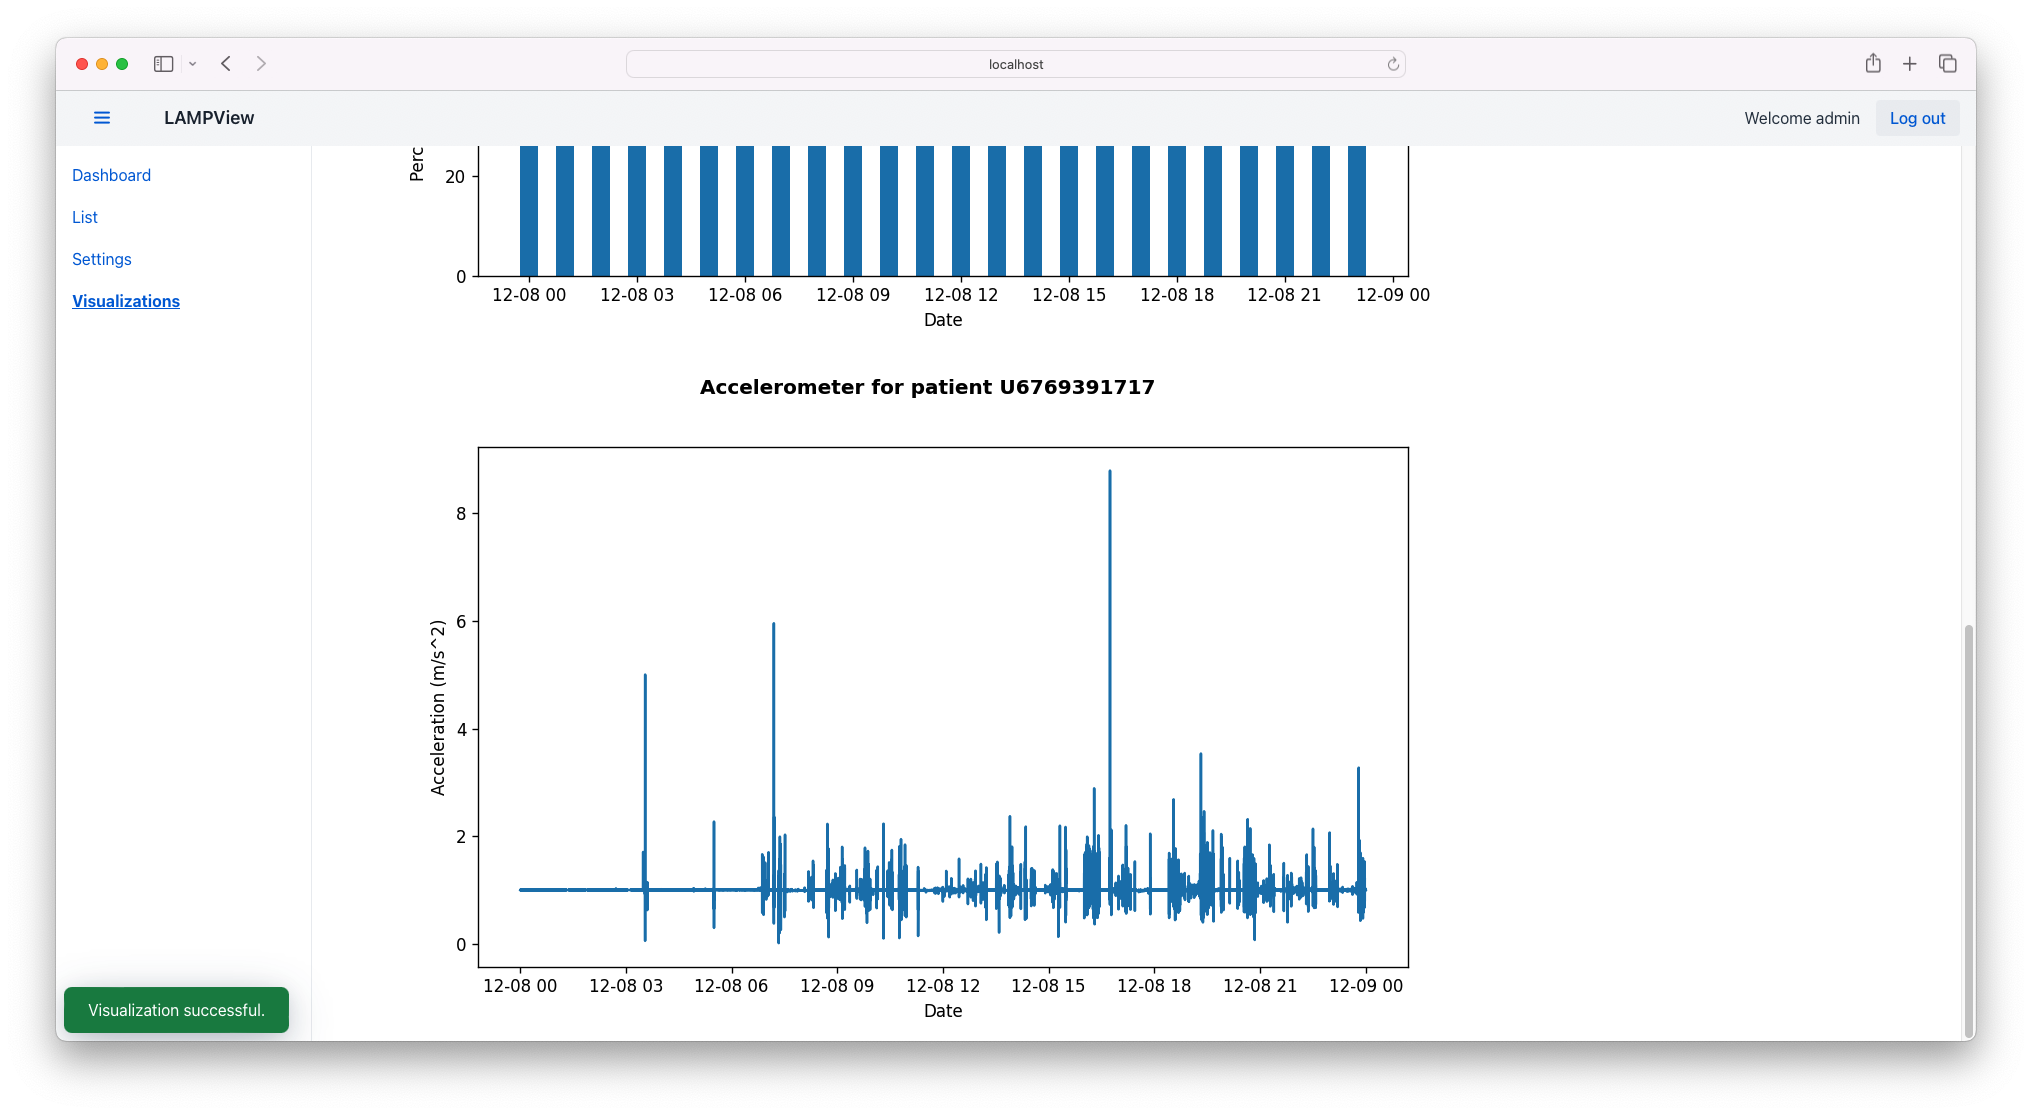 localhost
LAMPView
Welcome admin
Log out
Dashboard
List
Settings
Visualizations
20
0
12-08 00
12-08 03
12-08 06
12-08 09
12-08 12
12-08 15
12-08 18
12-08 21
12-09 00
Date
Accelerometer for patient U6769391717
Acceleration (m/s^2)
8
6
4
2
0
12-08 00
12-08 03
12-08 06
12-08 09
12-08 12
12-08 15
12-08 18
12-08 21
12-09 00
Date
Visualization successful.